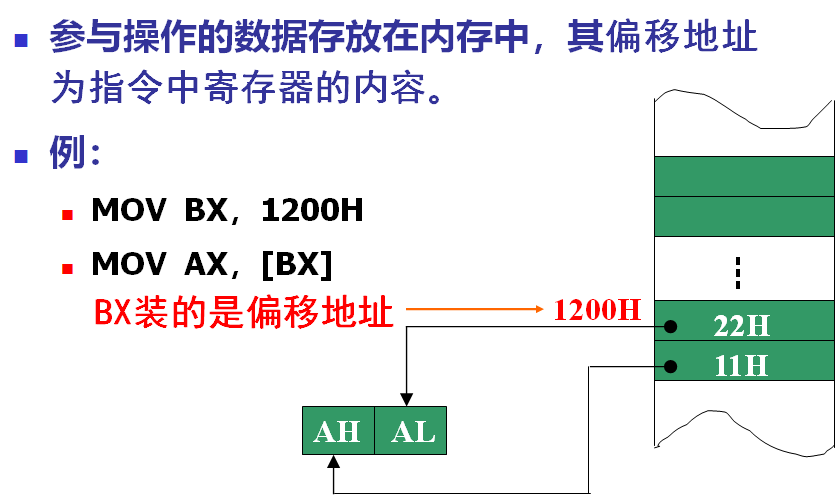 参与操作的数据存放在内存中，其偏移地址
为指令中寄存器的内容。
例：
MOV BX，1200H
MOV AX，[BX]
BX装的是偏移地址
1200H
22H
11H
AH
AL